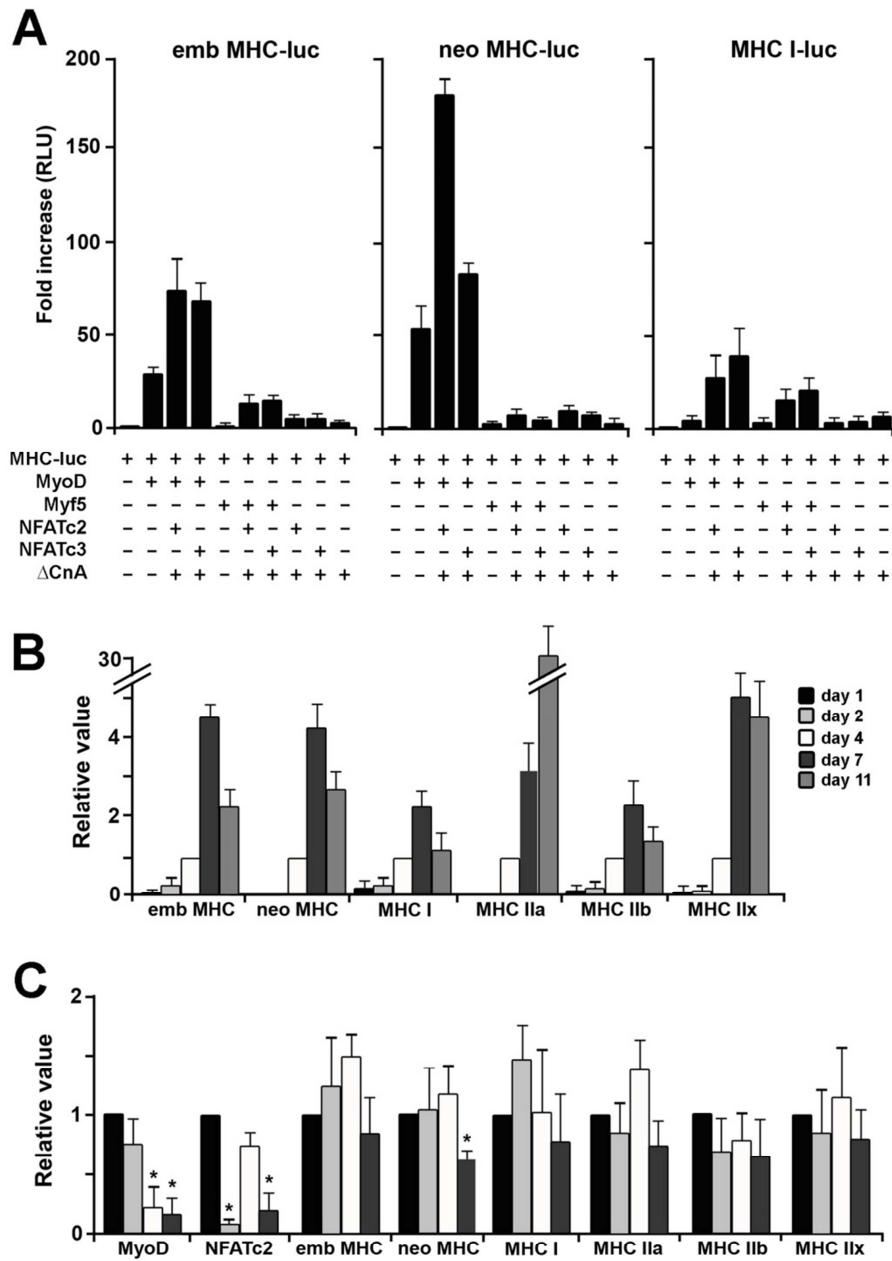 A
emb MHC-luc neo MHC-luc MHC I-luc
Fold increase (RLU)
200
150
100
50
0
MHC-luc + + + + + + + + + + + + + + + + + + + + + + + + + + + + + +
MyoD – + + + – – – – – – – + + + – – – – – – – + + + – – – – – –
Myf5 – – – – + + + – – – – – – – + + + – – – – – – – + + + – – –
NFATc2 – – + – – + – + – – – – + – – + – + – – – – + – – + – + – –
NFATc3 – – – + – – + – + – – – – + – – + – + – – – – + – – + – + –
ΔCnA – – + + – + + + + + – – + + – + + + + + – – + + – + + + + +
B
Relative value
30
4
2
0
emb MHC neo MHC MHC I MHC IIa MHC IIb MHC IIx
day 1
day 2
day 4
day 7
day 11
C
Relative value
2
1
0
* * * * *
MyoD NFATc2 emb MHC neo MHC MHC I MHC IIa MHC IIb MHC IIx